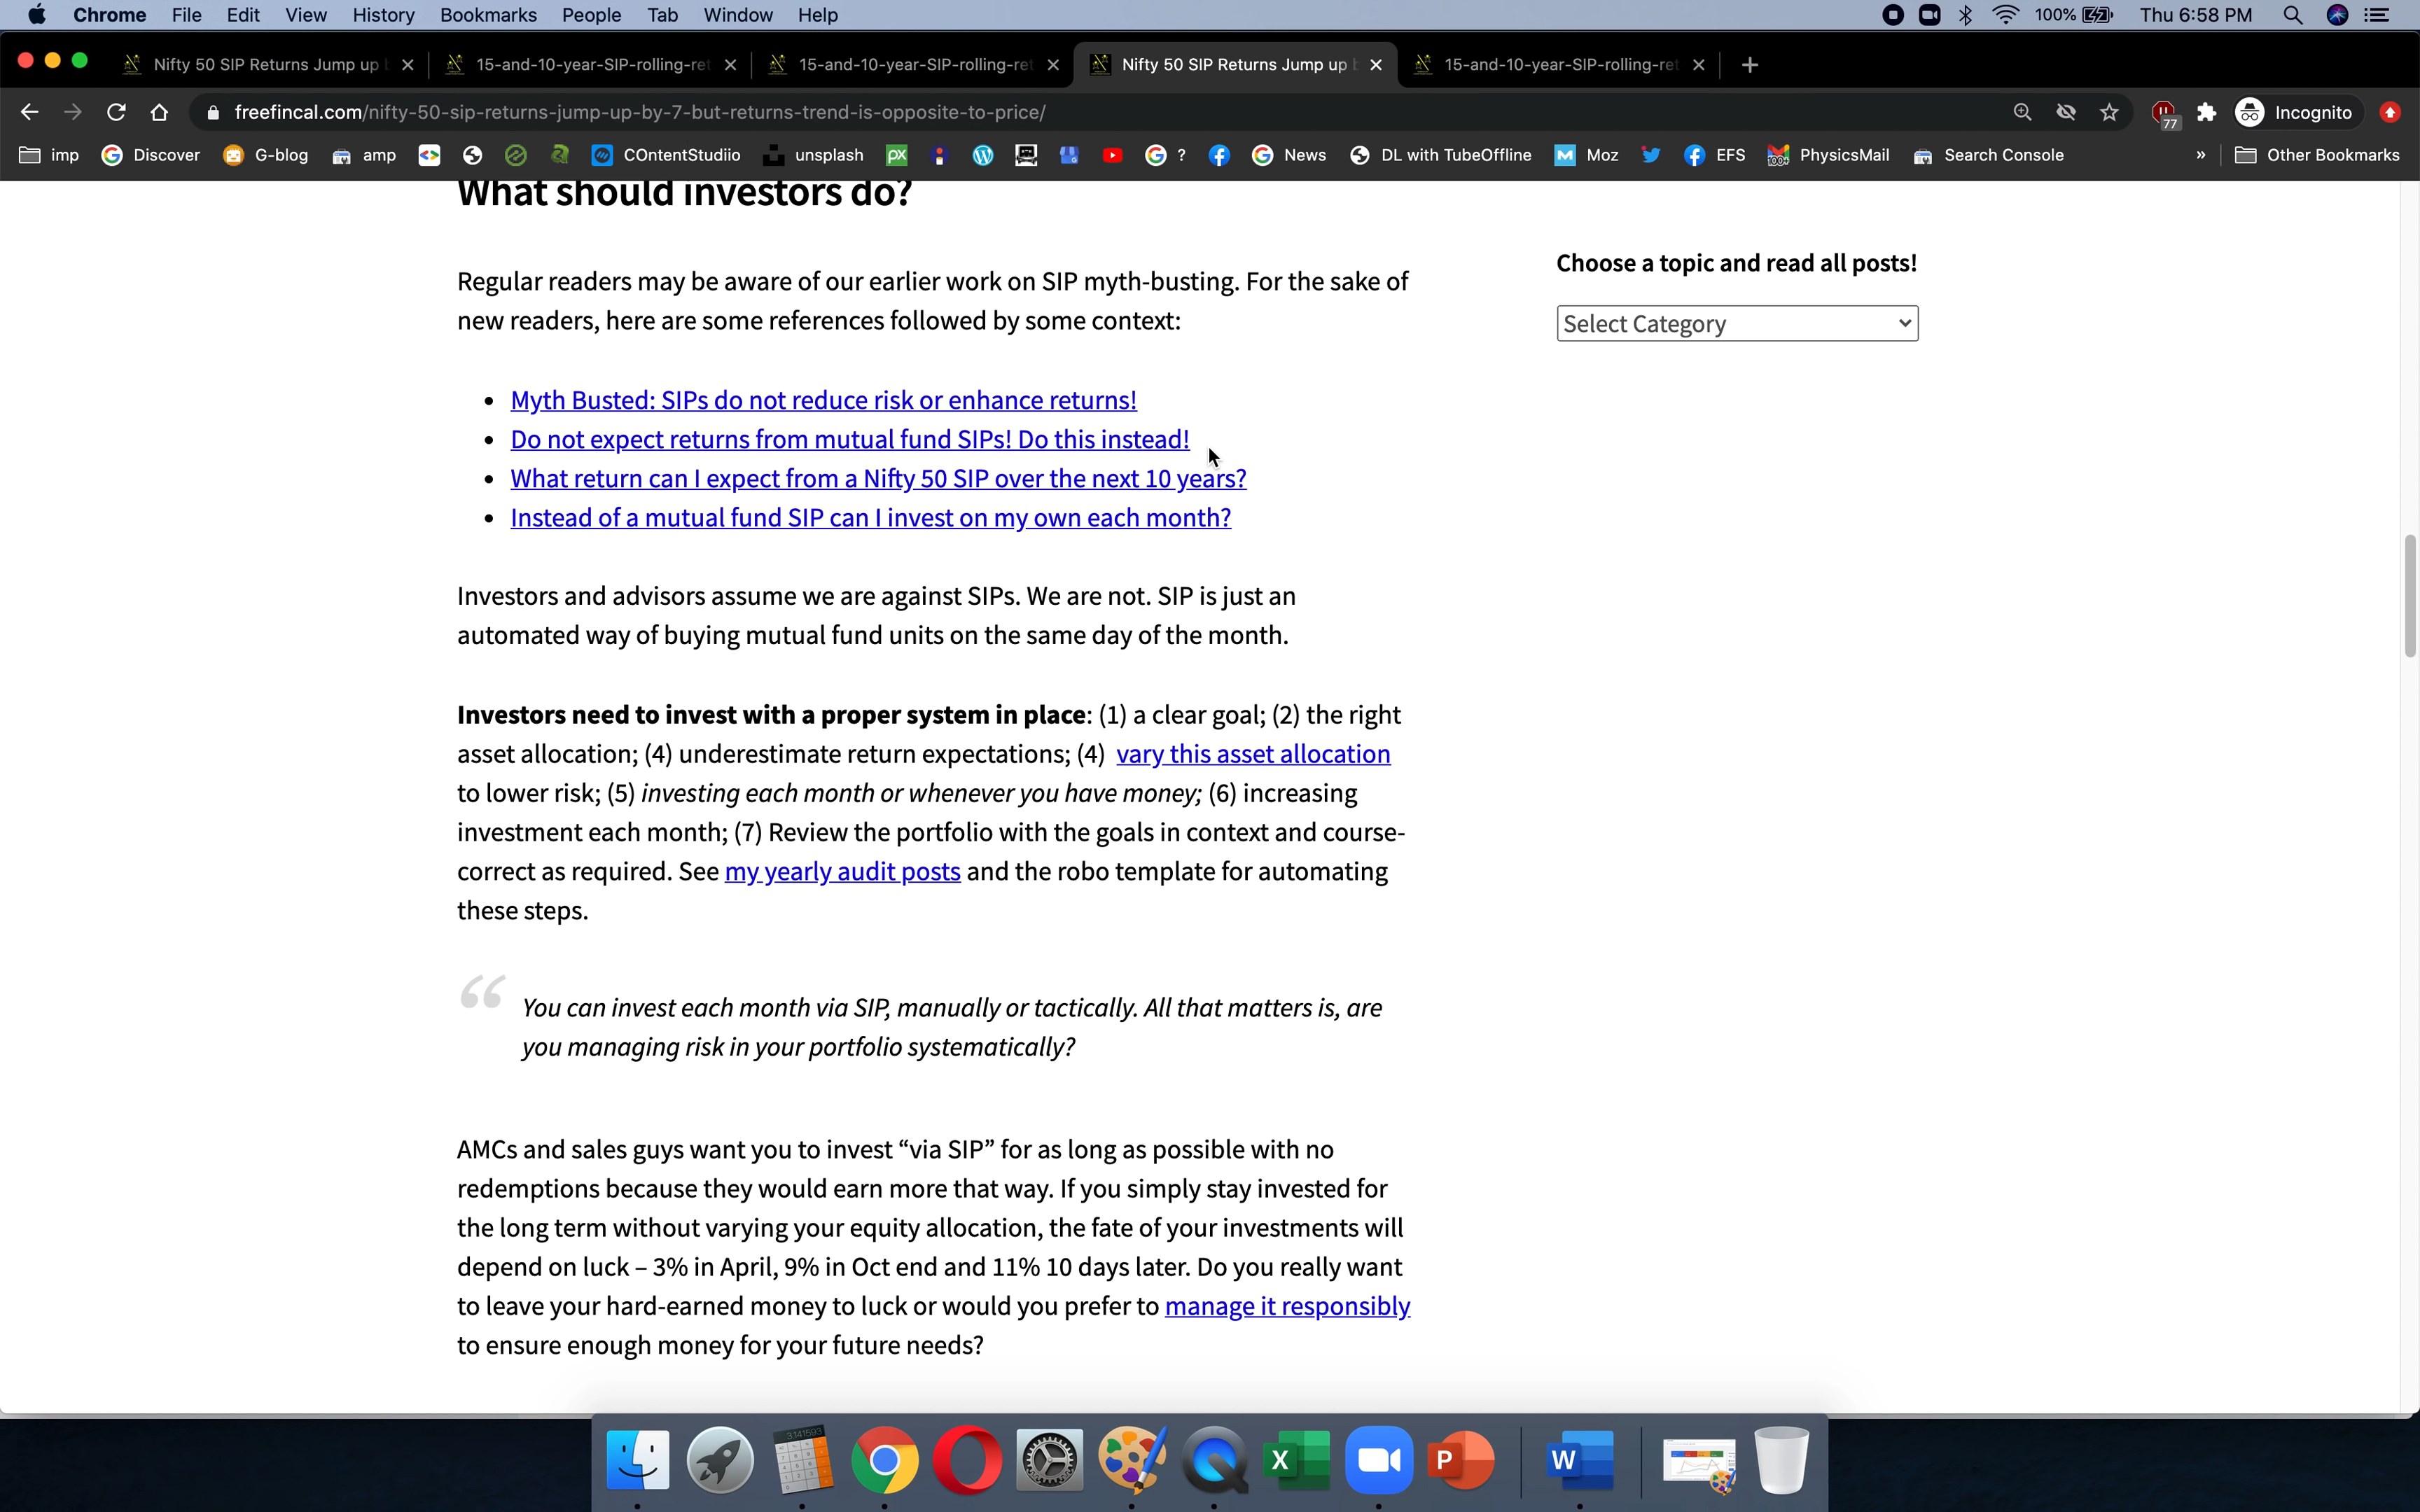 Chrome File Edit View History Bookmarks People Tab Window Help 100% Thu 6:58 PM
Nifty 50 SIP Returns Jump up 15-and-10-year-SIP-rolling-ret 15-and-10-year-SIP-rolling-ret Nifty 50 SIP Returns Jump up 15-and-10-year-SIP-rolling-ret
freefincal.com/nifty-50-sip-returns-jump-up-by-7-but-returns-trend-is-opposite-to-price/ 77 Incognito
imp Discover G-blog amp COntentStudiio unsplash PX ? News DL with TubeOffline Moz EFS PhysicsMail Search Console » Other Bookmarks
What should investors do?
Regular readers may be aware of our earlier work on SIP myth-busting. For the sake of
new readers, here are some references followed by some context:
• Myth Busted: SIPs do not reduce risk or enhance returns!
• Do not expect returns from mutual fund SIPs! Do this instead!
• What return can I expect from a Nifty 50 SIP over the next 10 years?
• Instead of a mutual fund SIP can I invest on my own each month?
Investors and advisors assume we are against SIPs. We are not. SIP is just an
automated way of buying mutual fund units on the same day of the month.
Investors need to invest with a proper system in place: (1) a clear goal; (2) the right
asset allocation; (4) underestimate return expectations; (4) vary this asset allocation
to lower risk; (5) investing each month or whenever you have money; (6) increasing
investment each month; (7) Review the portfolio with the goals in context and course-
correct as required. See my yearly audit posts and the robo template for automating
these steps.
“ You can invest each month via SIP, manually or tactically. All that matters is, are
you managing risk in your portfolio systematically?
AMCs and sales guys want you to invest “via SIP” for as long as possible with no
redemptions because they would earn more that way. If you simply stay invested for
the long term without varying your equity allocation, the fate of your investments will
depend on luck – 3% in April, 9% in Oct end and 11% 10 days later. Do you really want
to leave your hard-earned money to luck or would you prefer to manage it responsibly
to ensure enough money for your future needs?
Choose a topic and read all posts!
Select Category
3.141593
X P W